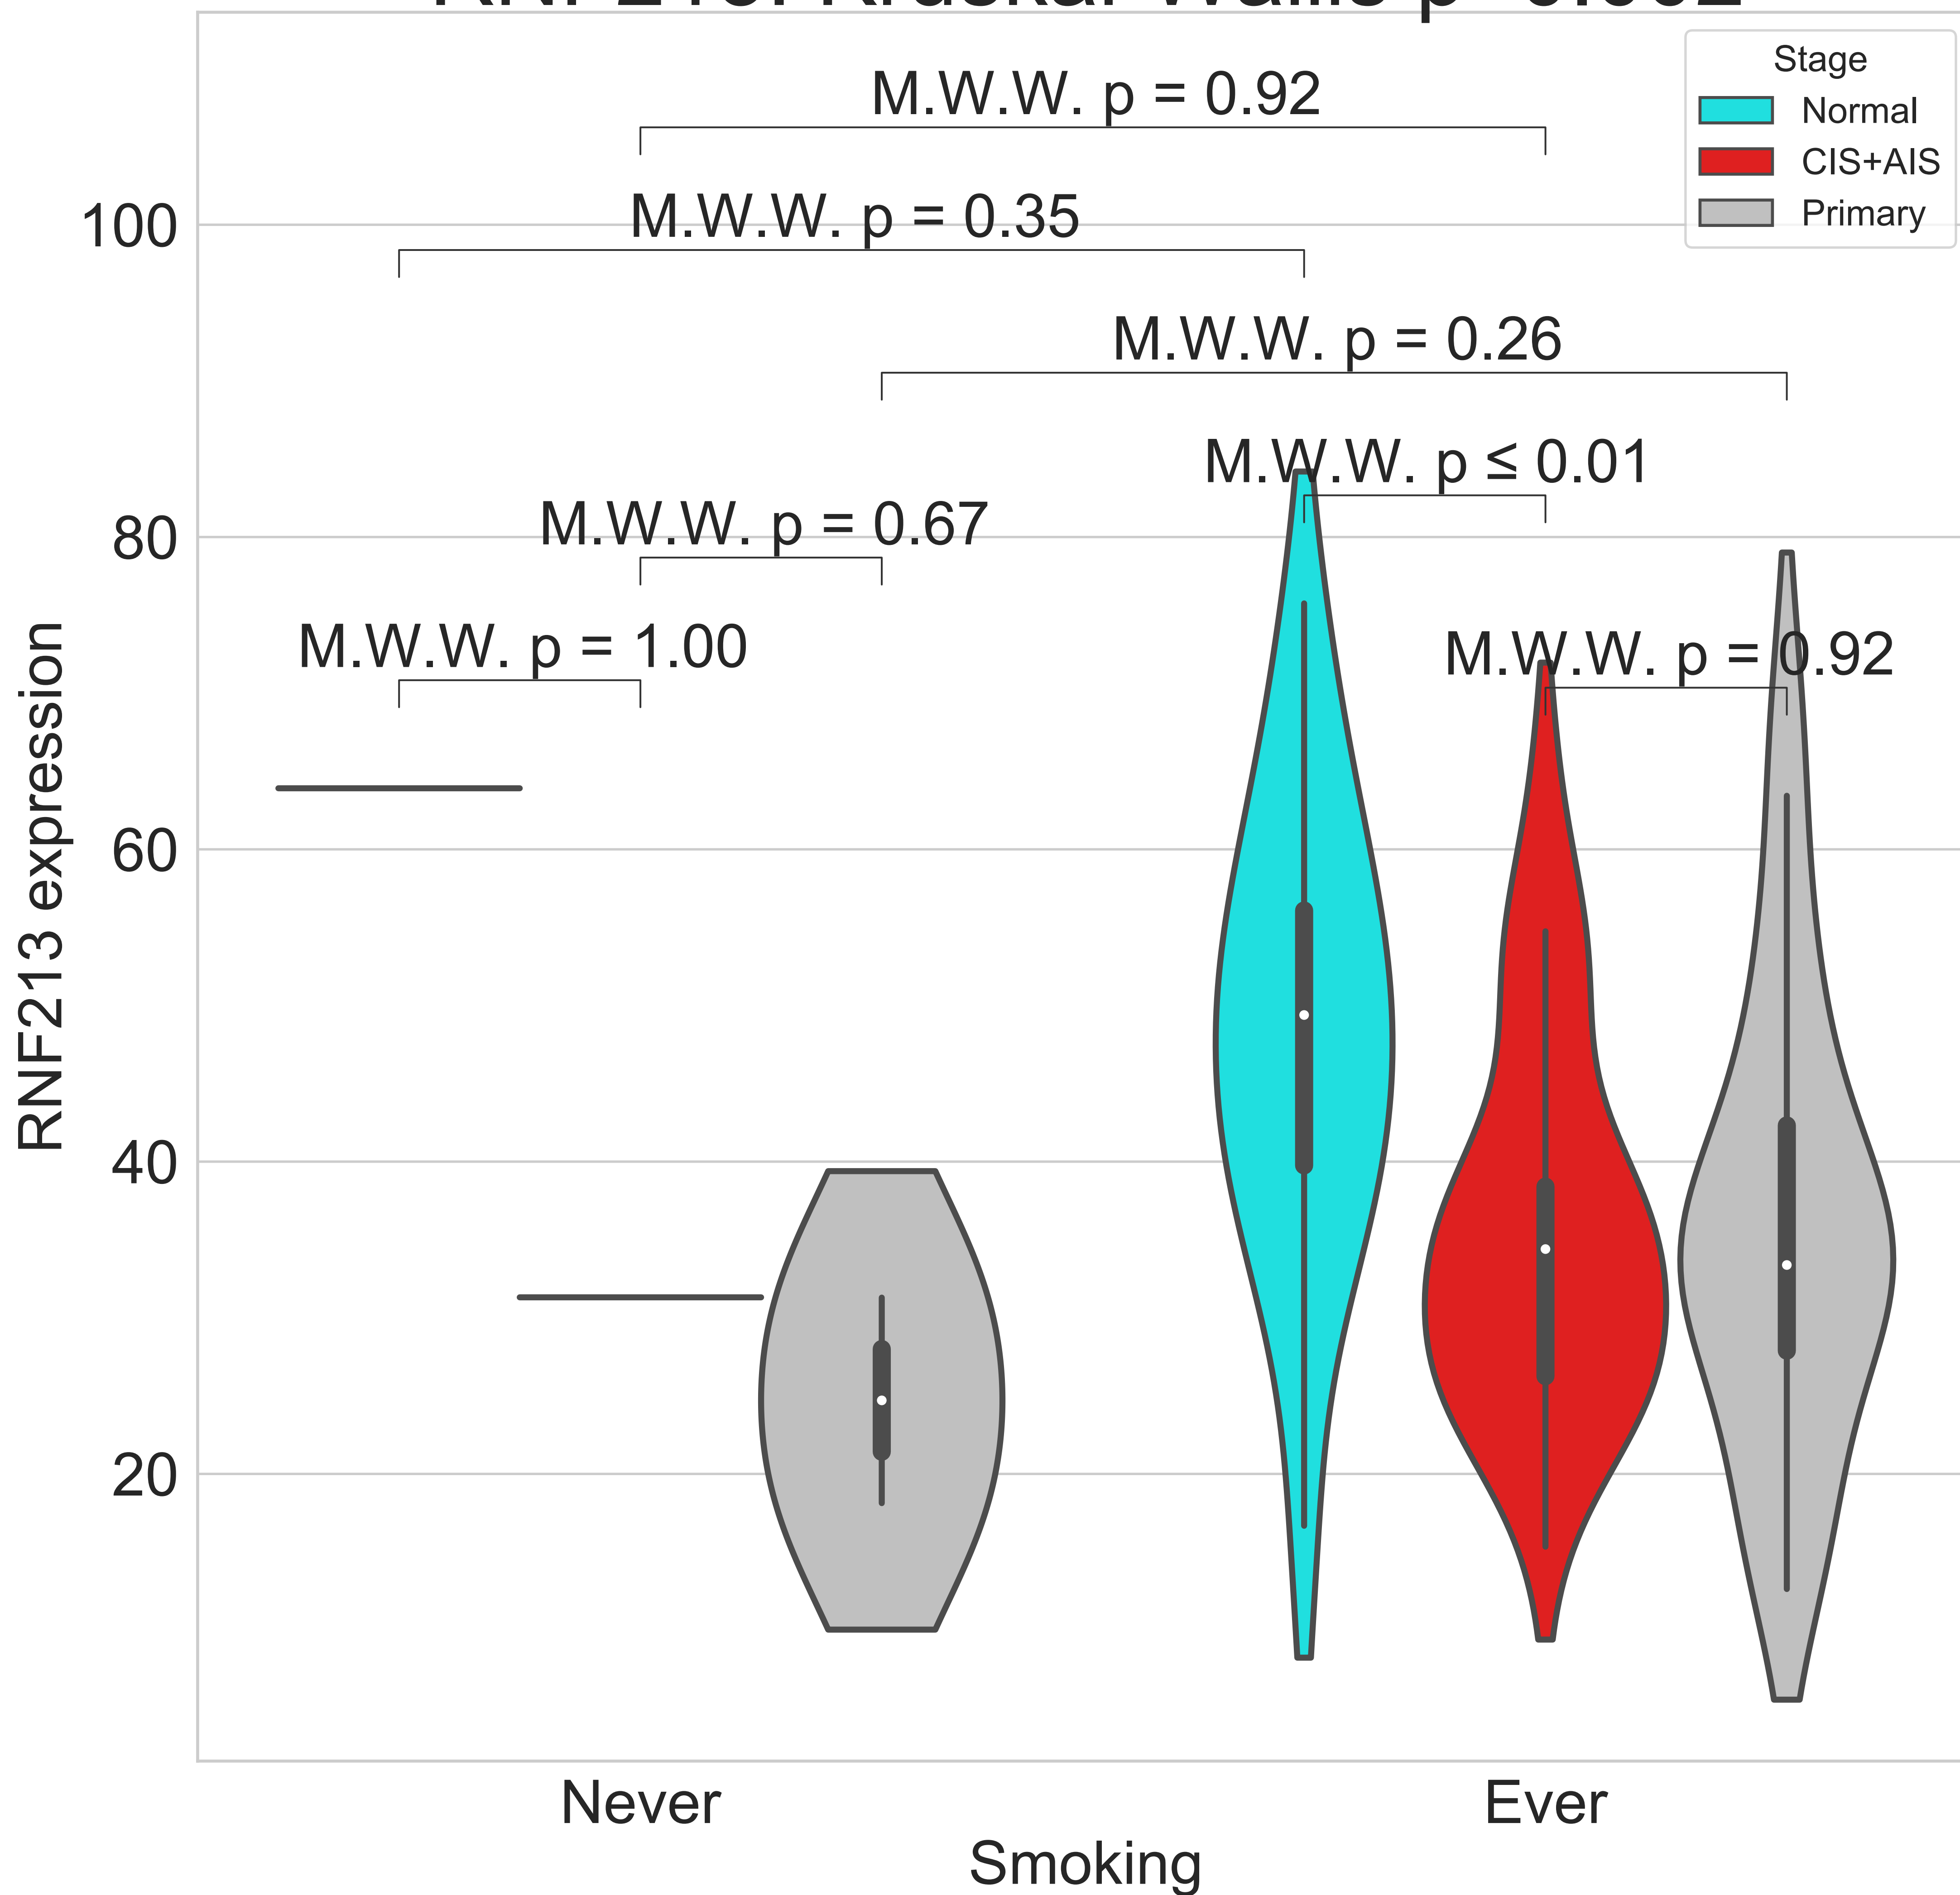 Stage
Normal
CIS+AIS
Primary
M.W.W. p = 0.92
M.W.W. p = 0.35
M.W.W. p = 0.26
M.W.W. p ≤ 0.01
M.W.W. p = 0.67
M.W.W. p = 1.00
M.W.W. p = 0.92
RNF213 expression
100
80
60
40
20
Never
Ever
Smoking